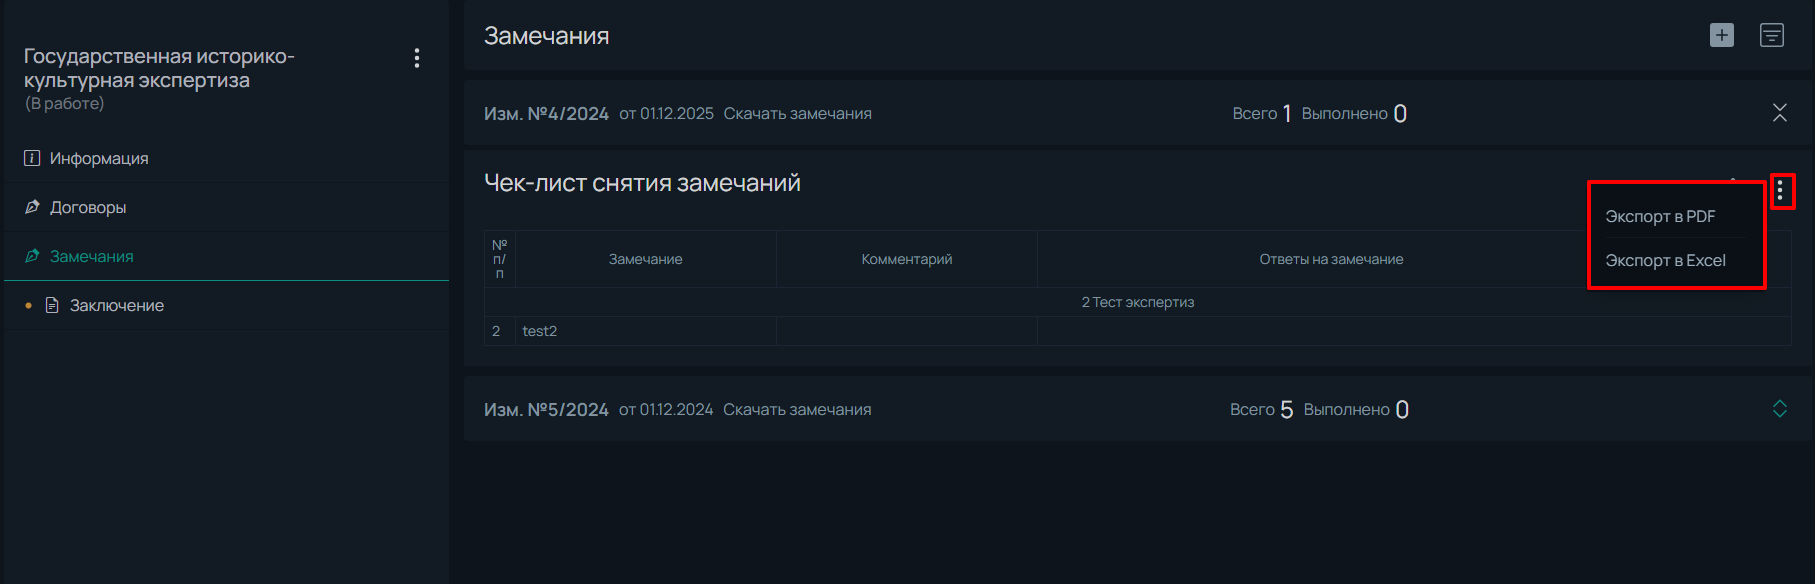 Государственная историко-
культурная экспертиза
(В работе)
Информация
Договоры
Замечания
Заключение
Замечания
Изм. №4/2024 от 01.12.2025 Скачать замечания Всего 1 Выполнено 0
Чек-лист снятия замечаний
Экспорт в PDF
Экспорт в Excel
№
п/
п
Замечание Комментарий Ответы на замечание
2 Тест экспертиз
2 test2
Изм. №5/2024 от 01.12.2024 Скачать замечания Всего 5 Выполнено 0